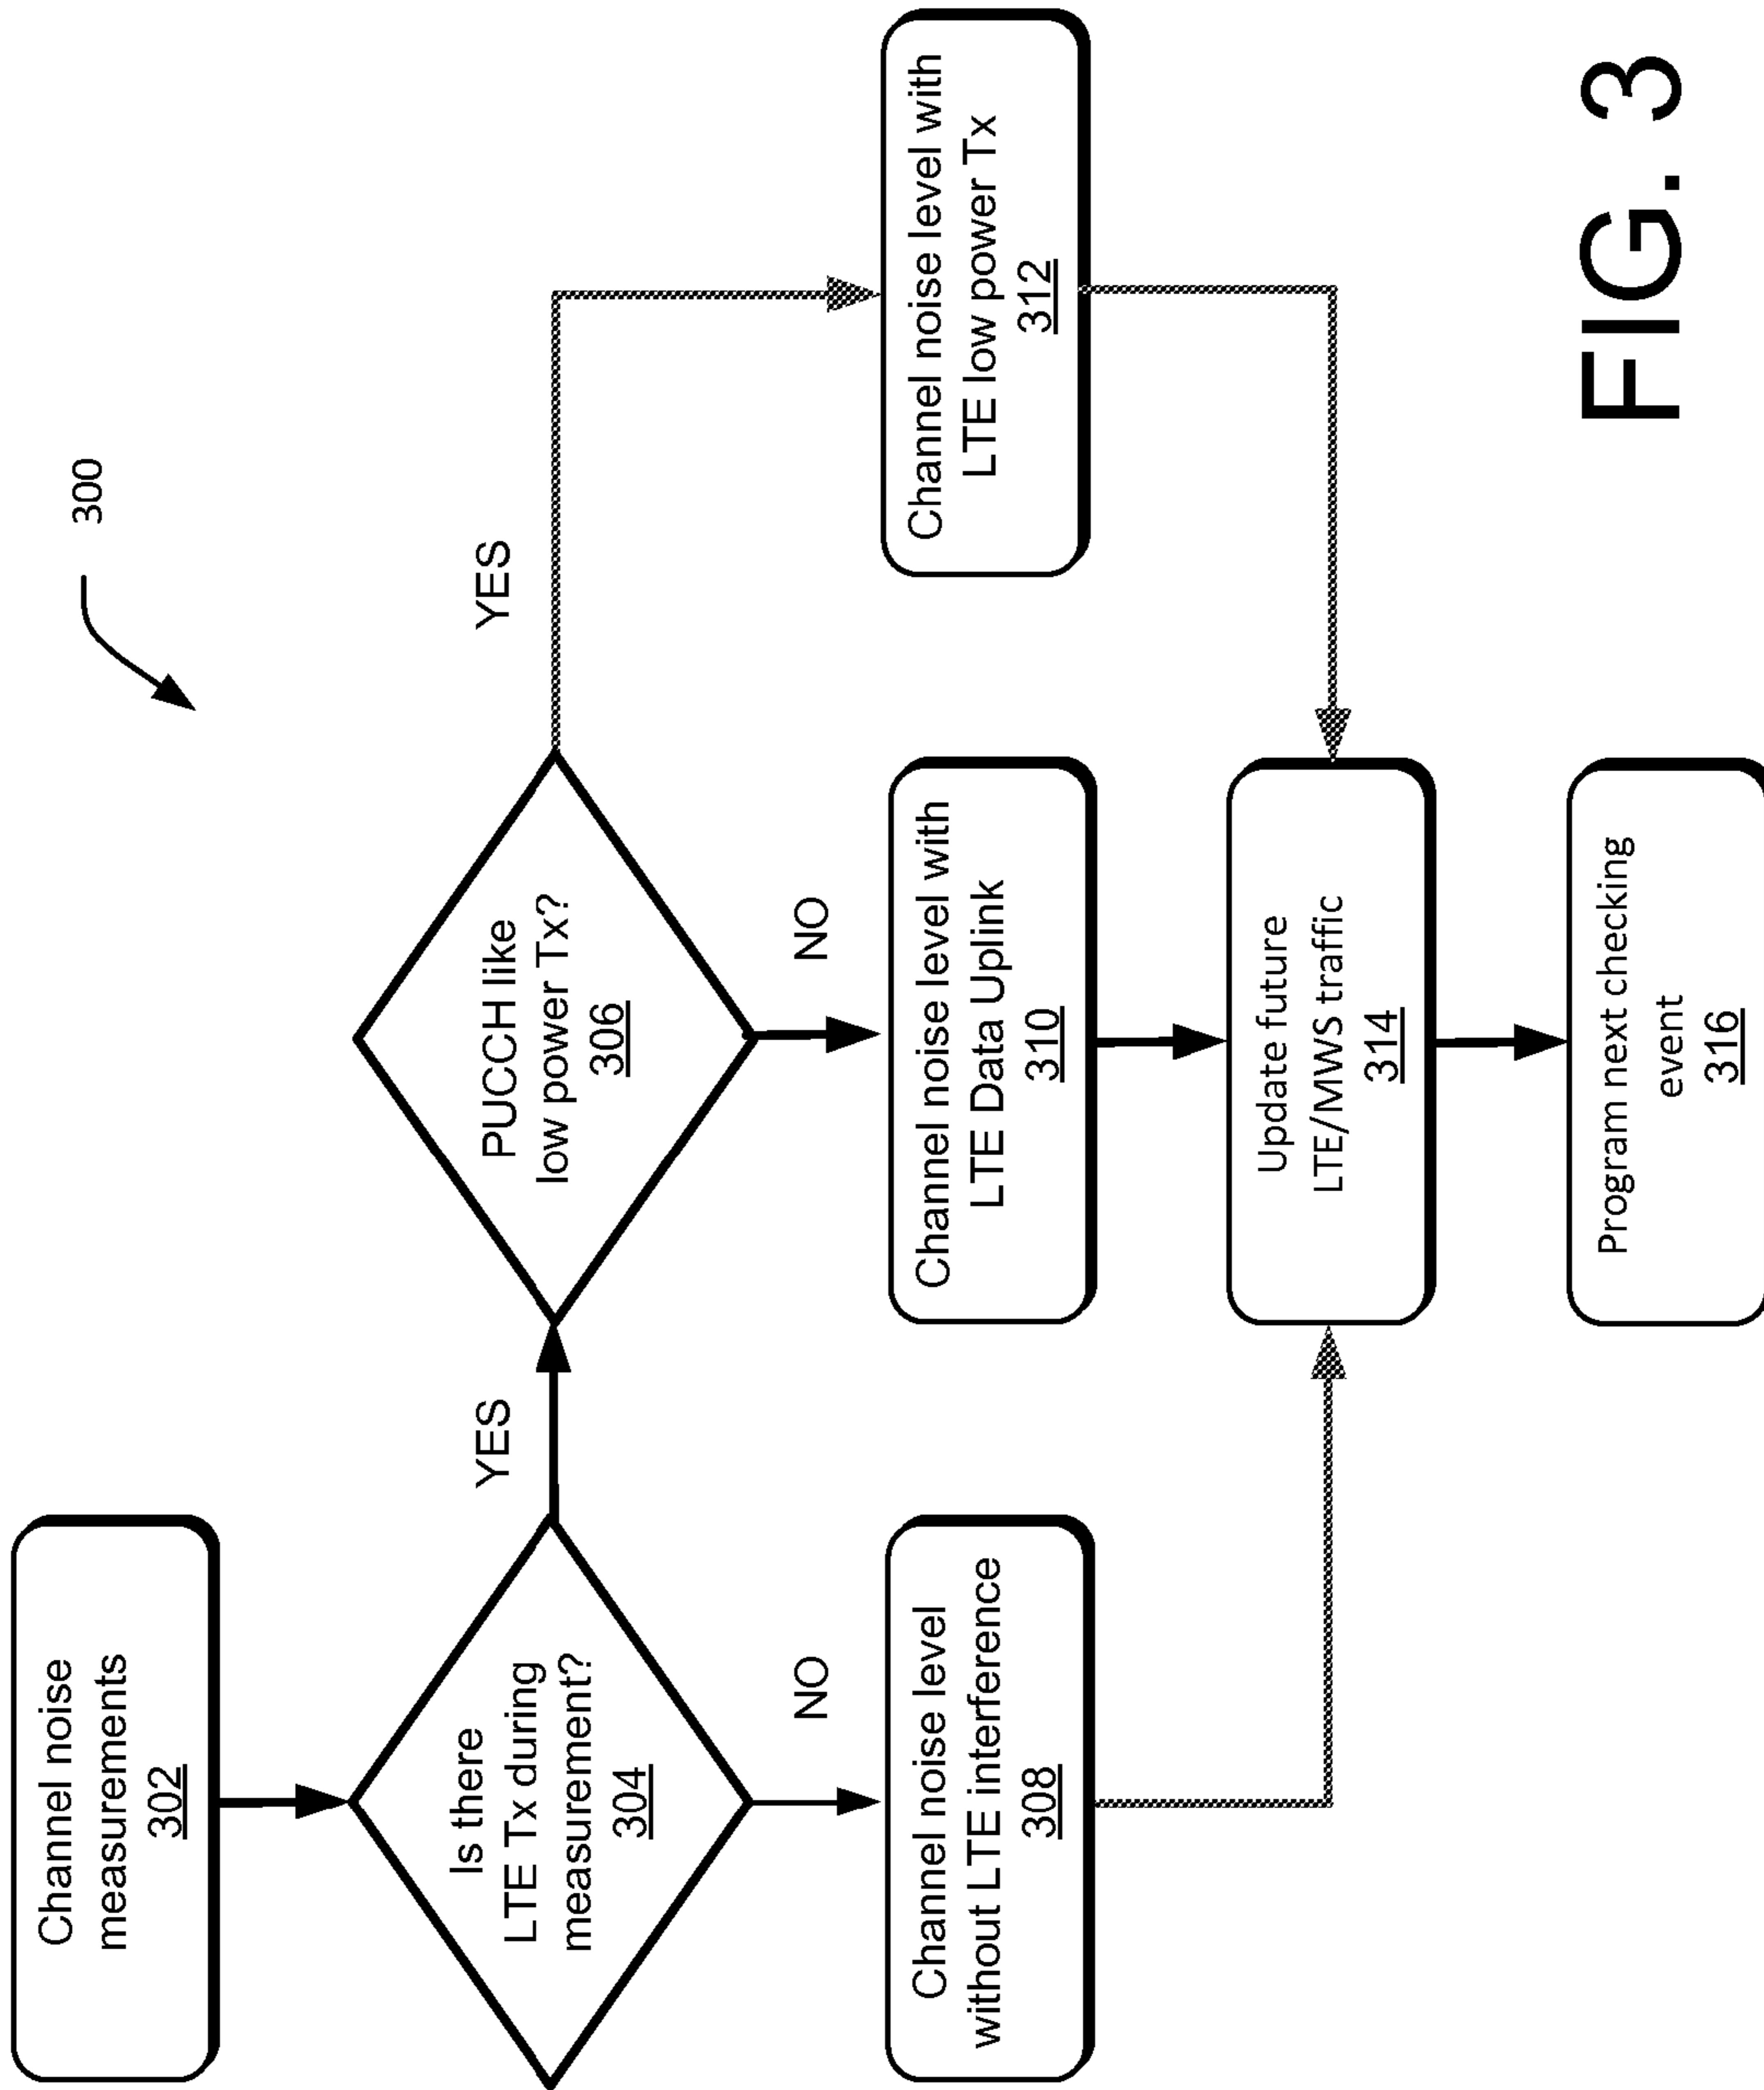 300
Channel noise
measurements
302
Is there
LTE Tx during
measurement?
304
YES
PUCCH like
low power Tx?
306
YES
NO
NO
Channel noise level
without LTE interference
308
Channel noise level with
LTE Data Uplink
310
Channel noise level with
LTE low power Tx
312
Update future
LTE/MWS traffic
314
Program next checking
event
316
FIG. 3